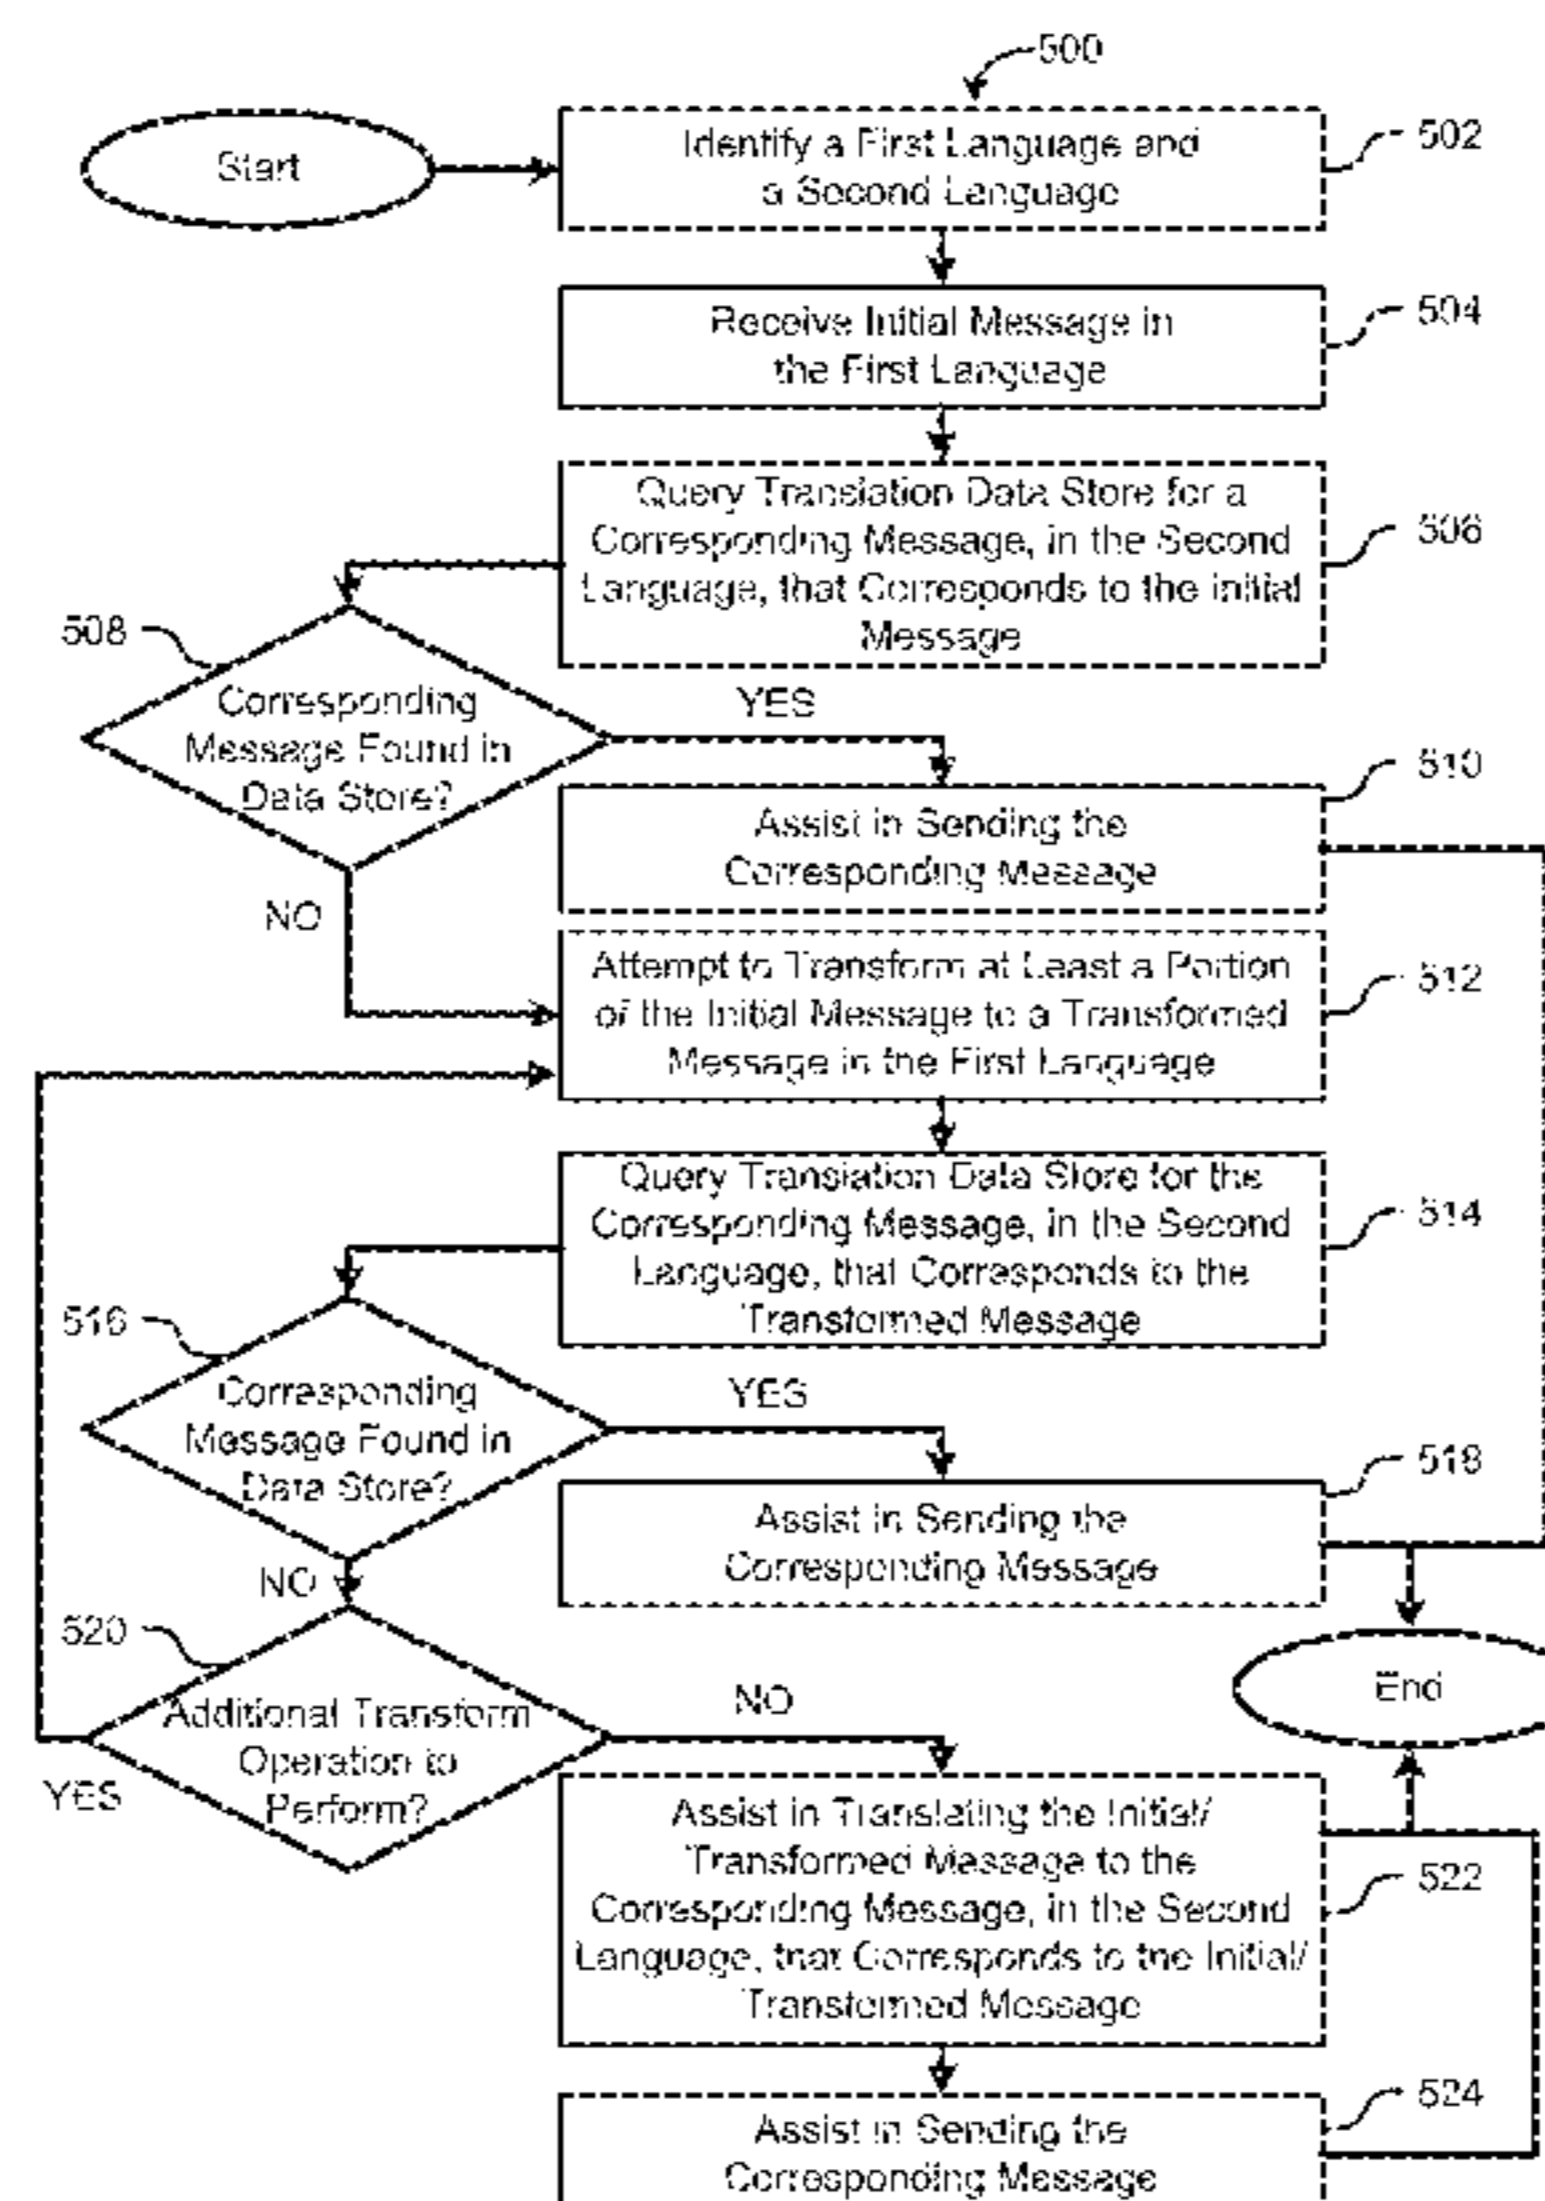 500
Start
Identify a First Language and
a Second Language
502
Receive Initial Message in
the First Language
504
Query Translation Data Store for a
Corresponding Message, in the Second
Language, that Corresponds to the initial
Message
506
508
Corresponding
Message Found in
Data Store?
YES
NO
Assist in Sending the
Corresponding Message
510
Attempt to Transform at Least a Portion
of the Initial Message to a Transformed
Message in the First Language
512
Query Translation Data Store for the
Corresponding Message, in the Second
Language, that Corresponds to the
Transformed Message
514
516
Corresponding
Message Found in
Data Store?
YES
NO
Assist in Sending the
Corresponding Message
518
520
Additional Transform
Operation to
Perform?
YES
NO
End
Assist in Translating the Initial/
Transformed Message to the
Corresponding Message, in the Second
Language, that Corresponds to the Initial/
Transformed Message
522
Assist in Sending the
Corresponding Message
524